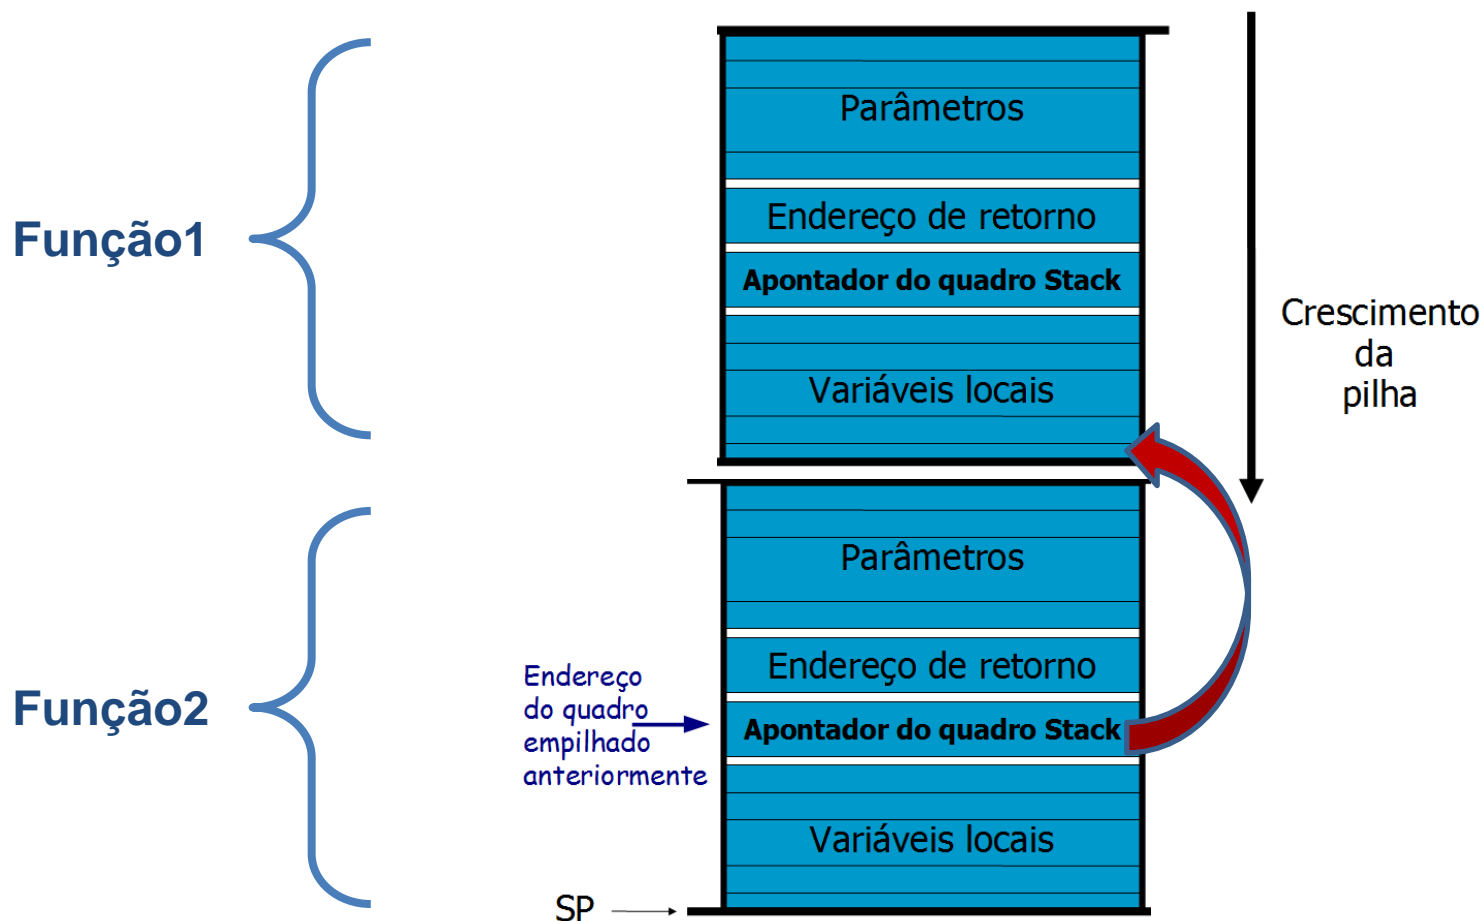 Função1
Parâmetros
Endereço de retorno
Apontador do quadro Stack
Variáveis locais
Crescimento
da
pilha
Função2
Parâmetros
Endereço de retorno
Endereço
do quadro
empilhado
anteriormente
Apontador do quadro Stack
Variáveis locais
SP